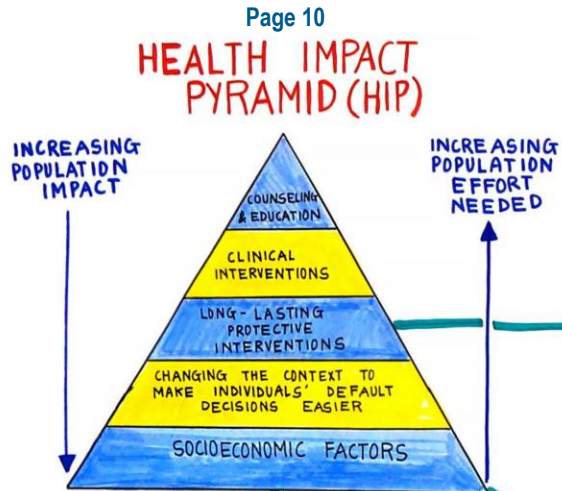 Page 10
HEALTH IMPACT
PYRAMID (HIP)
INCREASING
POPULATION
IMPACT
INCREASING
POPULATION
EFFORT
NEEDED
COUNSELING
& EDUCATION
CLINICAL
INTERVENTIONS
LONG-LASTING
PROTECTIVE
INTERVENTIONS
CHANGING THE CONTEXT TO
MAKE INDIVIDUALS' DEFAULT
DECISIONS EASIER
SOCIOECONOMIC FACTORS